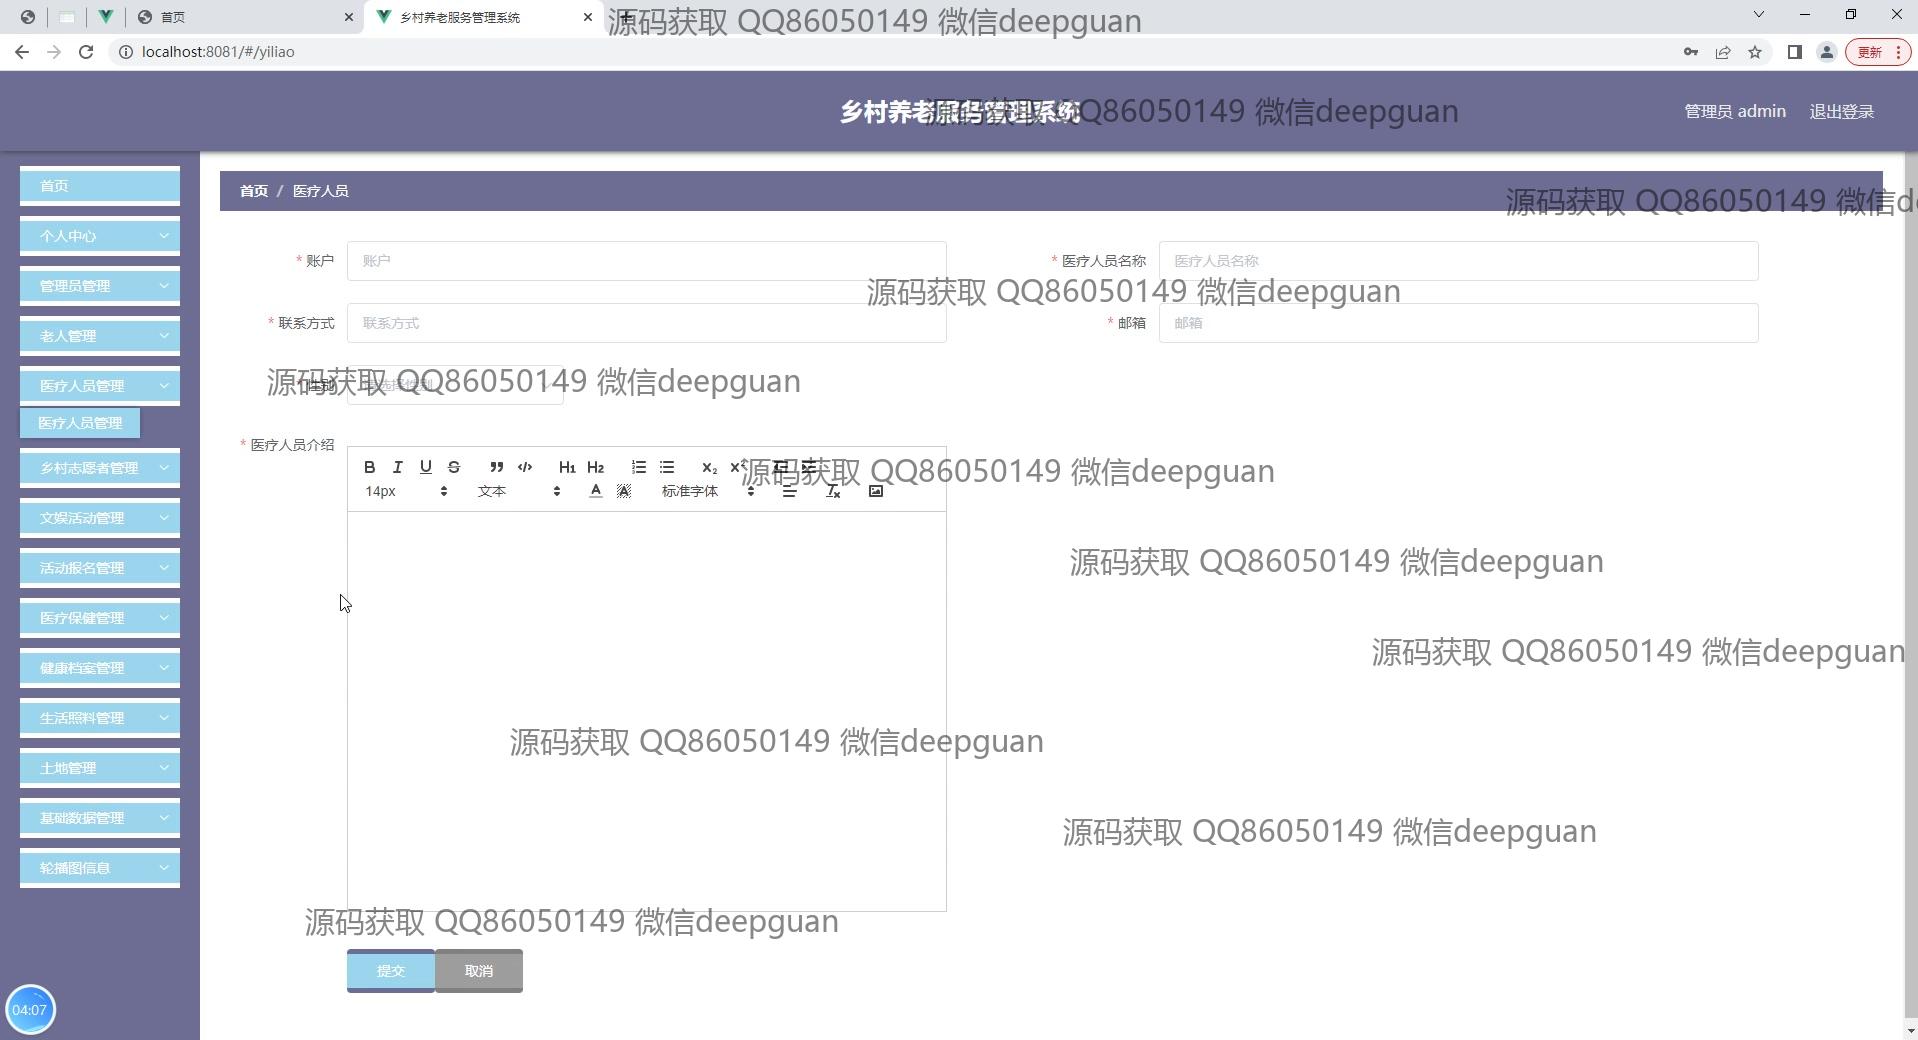 首页
乡村养老服务管理系统
源码获取 QQ86050149 微信deepguan
localhost:8081/#/yiliao
更新
乡村养老服务管理系统
源码获取 QQ86050149 微信deepguan
管理员 admin
退出登录
首页
个人中心
管理员管理
老人管理
医疗人员管理
医疗人员管理
乡村志愿者管理
文娱活动管理
活动报名管理
医疗保健管理
健康档案管理
生活照料管理
土地管理
基础数据管理
轮播图信息
04:07
首页 / 医疗人员
源码获取 QQ86050149 微信d
* 账户
账户
* 医疗人员名称
医疗人员名称
源码获取 QQ86050149 微信deepguan
* 联系方式
联系方式
* 邮箱
邮箱
* 性别
请选择性别
源码获取 QQ86050149 微信deepguan
* 医疗人员介绍
B I U S H1 H2 X₂ X²
源码获取 QQ86050149 微信deepguan
14px 文本 A A 标准字体
源码获取 QQ86050149 微信deepguan
源码获取 QQ86050149 微信deepguan
源码获取 QQ86050149 微信deepguan
源码获取 QQ86050149 微信deepguan
源码获取 QQ86050149 微信deepguan
提交
取消